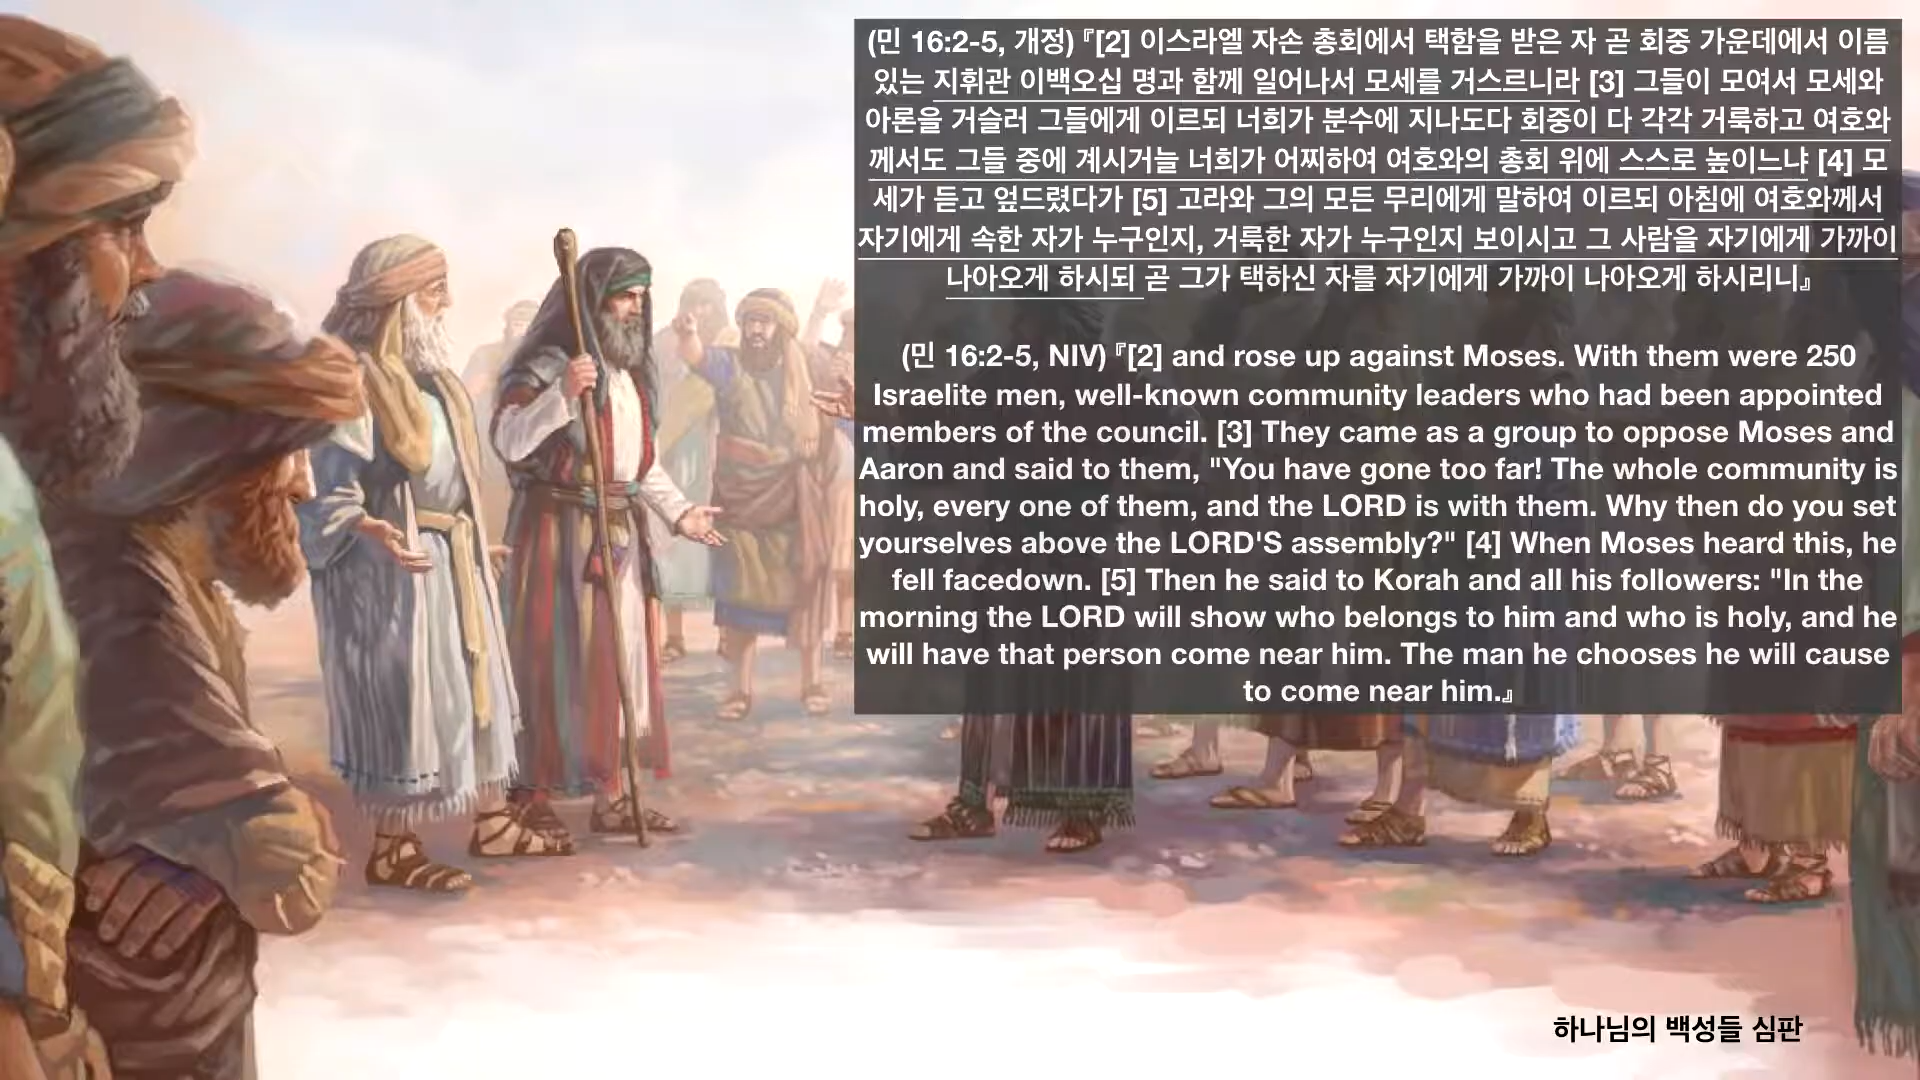 (민 16:2-5, 개정)『[2] 이스라엘 자손 총회에서 택함을 받은 자 곧 회중 가운데에서 이름
있는 지휘관 이백오십 명과 함께 일어나서 모세를 거스르니라 [3] 그들이 모여서 모세와
아론을 거슬러 그들에게 이르되 너희가 분수에 지나도다 회중이 다 각각 거룩하고 여호와
께서도 그들 중에 계시거늘 너희가 어찌하여 여호와의 총회 위에 스스로 높이느냐 [4] 모
세가 듣고 엎드렸다가 [5] 고라와 그의 모든 무리에게 말하여 이르되 아침에 여호와께서
자기에게 속한 자가 누구인지, 거룩한 자가 누구인지 보이시고 그 사람을 자기에게 가까이
나아오게 하시되 곧 그가 택하신 자를 자기에게 가까이 나아오게 하시리니』
(민 16:2-5, NIV)『[2] and rose up against Moses. With them were 250
Israelite men, well-known community leaders who had been appointed
members of the council. [3] They came as a group to oppose Moses and
Aaron and said to them, "You have gone too far! The whole community is
holy, every one of them, and the LORD is with them. Why then do you set
yourselves above the LORD'S assembly?" [4] When Moses heard this, he
fell facedown. [5] Then he said to Korah and all his followers: "In the
morning the LORD will show who belongs to him and who is holy, and he
will have that person come near him. The man he chooses he will cause
to come near him.』
하나님의 백성들 심판